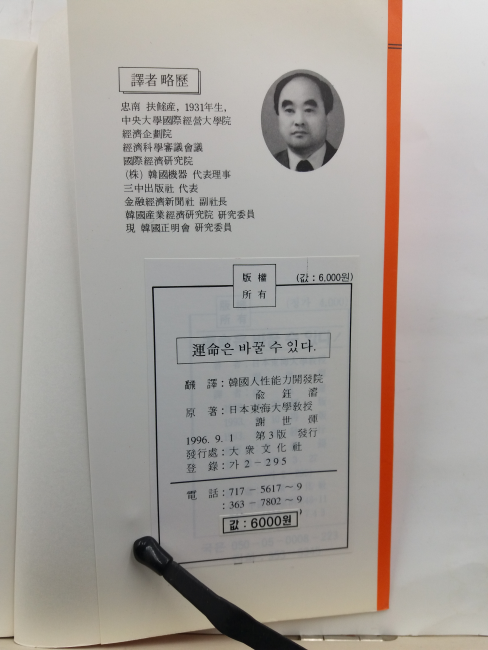 譯者略歷
忠南 扶餘産, 1931年生,
中央大學國際經營大學院
經濟企劃院
經濟科學審議會議
國際經濟硏究院
(株) 韓國機器 代表理事
三中出版社 代表
金融經濟新聞社 副社長
韓國産業經濟硏究院 硏究委員
現 韓國正明會 硏究委員
版權 (값 : 6,000원)
所有
運命은 바꿀 수 있다.
飜 譯 : 韓國人性能力開發院
兪 鈺 濬
原 著 : 日本東海大學敎授
謝 世 輝
1996. 9. 1 第3版 發行
發行處 : 大衆文化社
登 錄 : 가 2 - 295
電 話 : 717 - 5617 ~ 9
: 363 - 7802 ~ 9
값 : 6000원